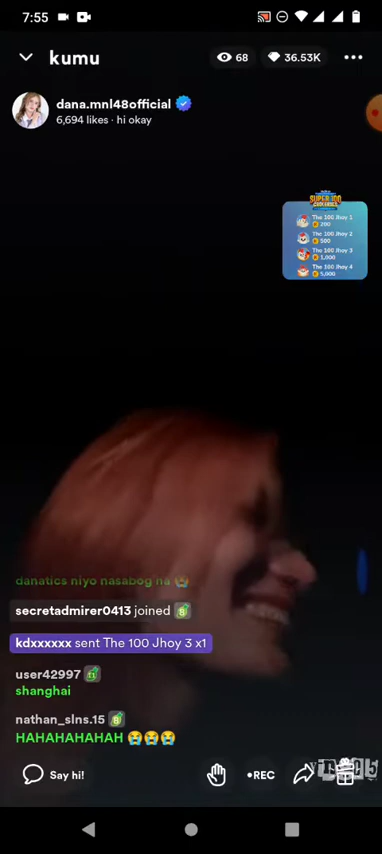 7:55
kumu
68
36.53K
dana.mnl48official
6,694 likes · hi okay
SUPER 100
The 100 Jhoy 1
200
The 100 Jhoy 2
500
The 100 Jhoy 3
1,000
The 100 Jhoy 4
5,000
danatics niyo nasabog na 😭
secretadmirer0413 joined
kdxxxxxx sent The 100 Jhoy 3 x1
user42997
shanghai
nathan_slns.15
HAHAHAHAHAH 😭😭😭
Say hi!
•REC